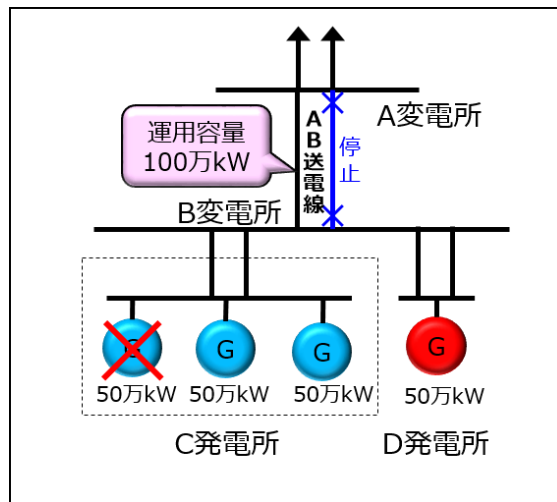 A変電所
AB送電線
停止
運用容量
100万kW
B変電所
G
G
G
G
50万kW
50万kW
50万kW
50万kW
C発電所
D発電所